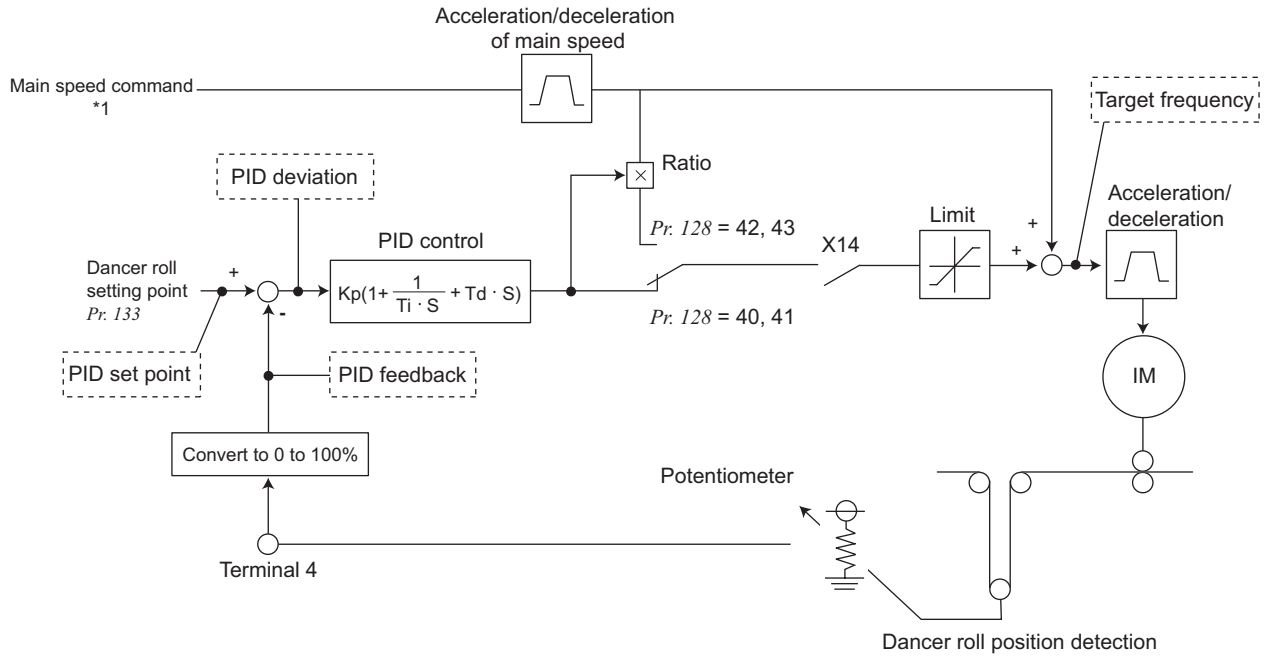 Acceleration/deceleration
of main speed
Main speed command
*1
Target frequency
PID deviation
Ratio
×
Acceleration/
deceleration
Pr. 128 = 42, 43
Limit
PID control
X14
+
+
Dancer roll
setting point
Pr. 133
+
-
Kp(1+ 1/(Ti · S) + Td · S)
Pr. 128 = 40, 41
PID set point
PID feedback
IM
Convert to 0 to 100%
Potentiometer
Terminal 4
Dancer roll position detection